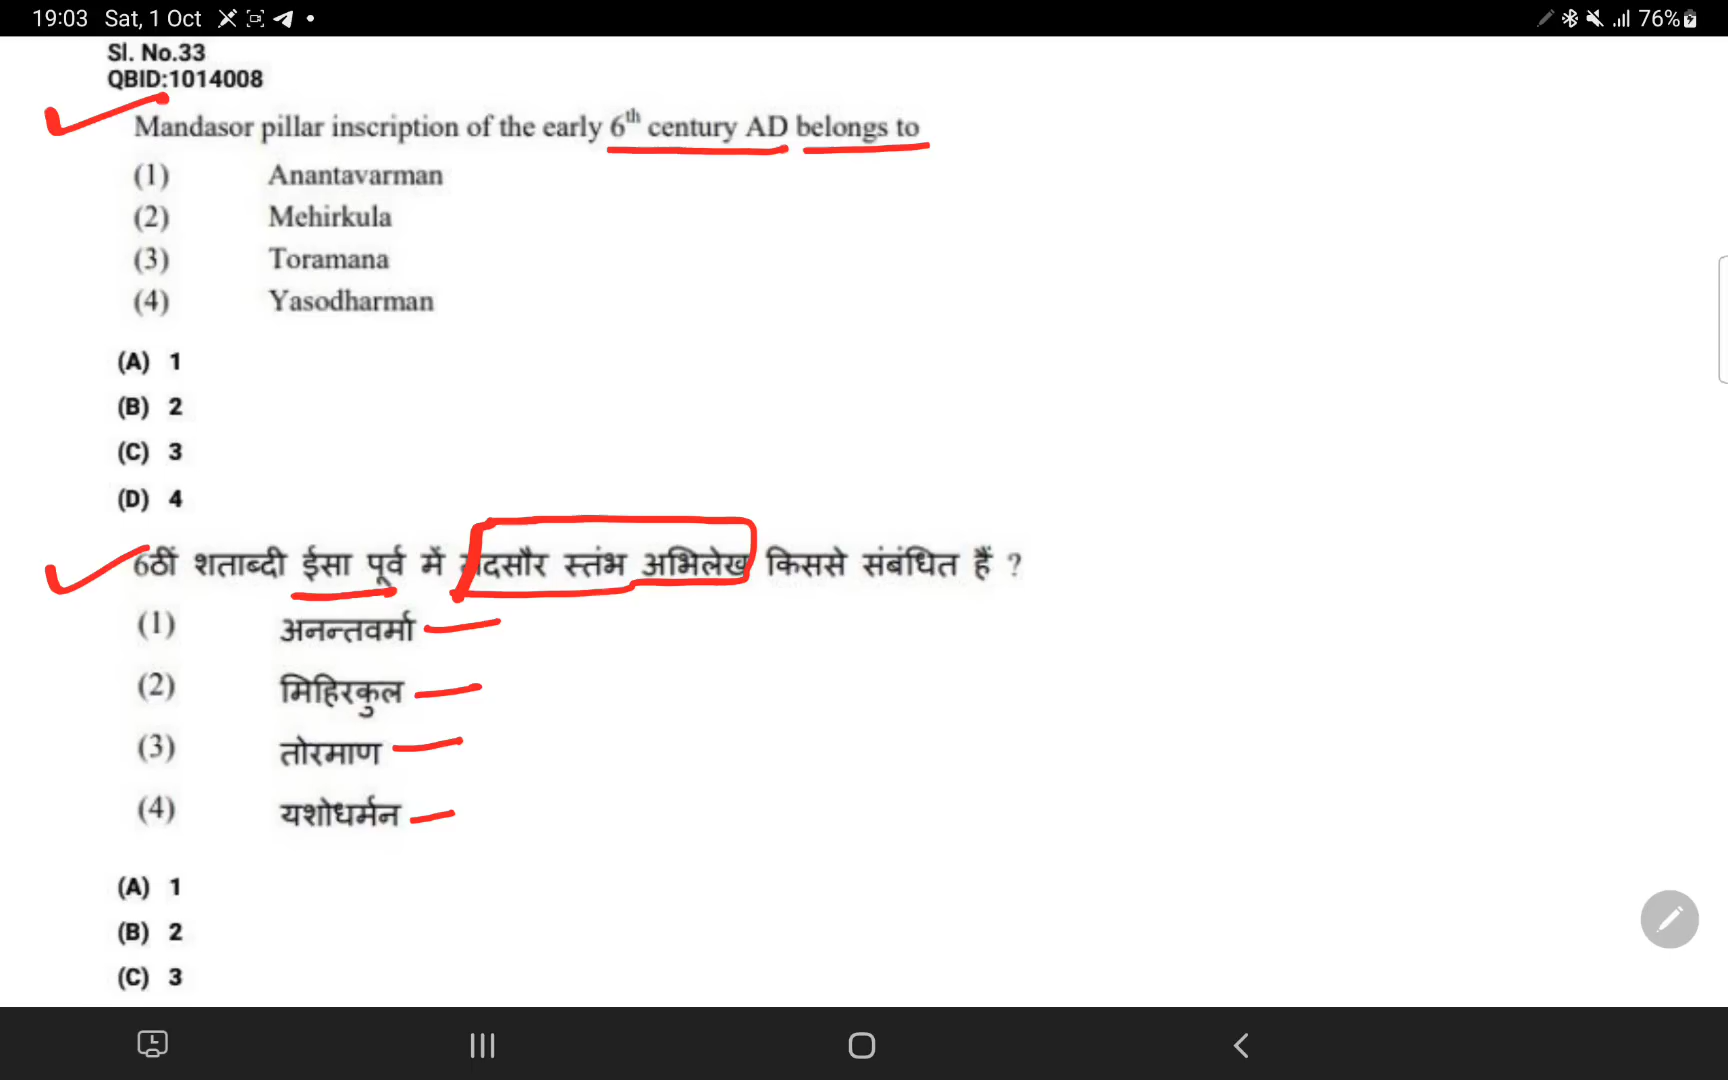 19:03 Sat, 1 Oct
76%
Sl. No.33
QBID:1014008
Mandasor pillar inscription of the early 6th century AD belongs to
(1) Anantavarman
(2) Mehirkula
(3) Toramana
(4) Yasodharman
(A) 1
(B) 2
(C) 3
(D) 4
6ठीं शताब्दी ईसा पूर्व में स्तंभ अभिलेख किससे संबंधित हैं ?
(1) अनन्तवर्मा
(2) मिहिरकुल
(3) तोरमाण
(4) यशोधर्मन
(A) 1
(B) 2
(C) 3